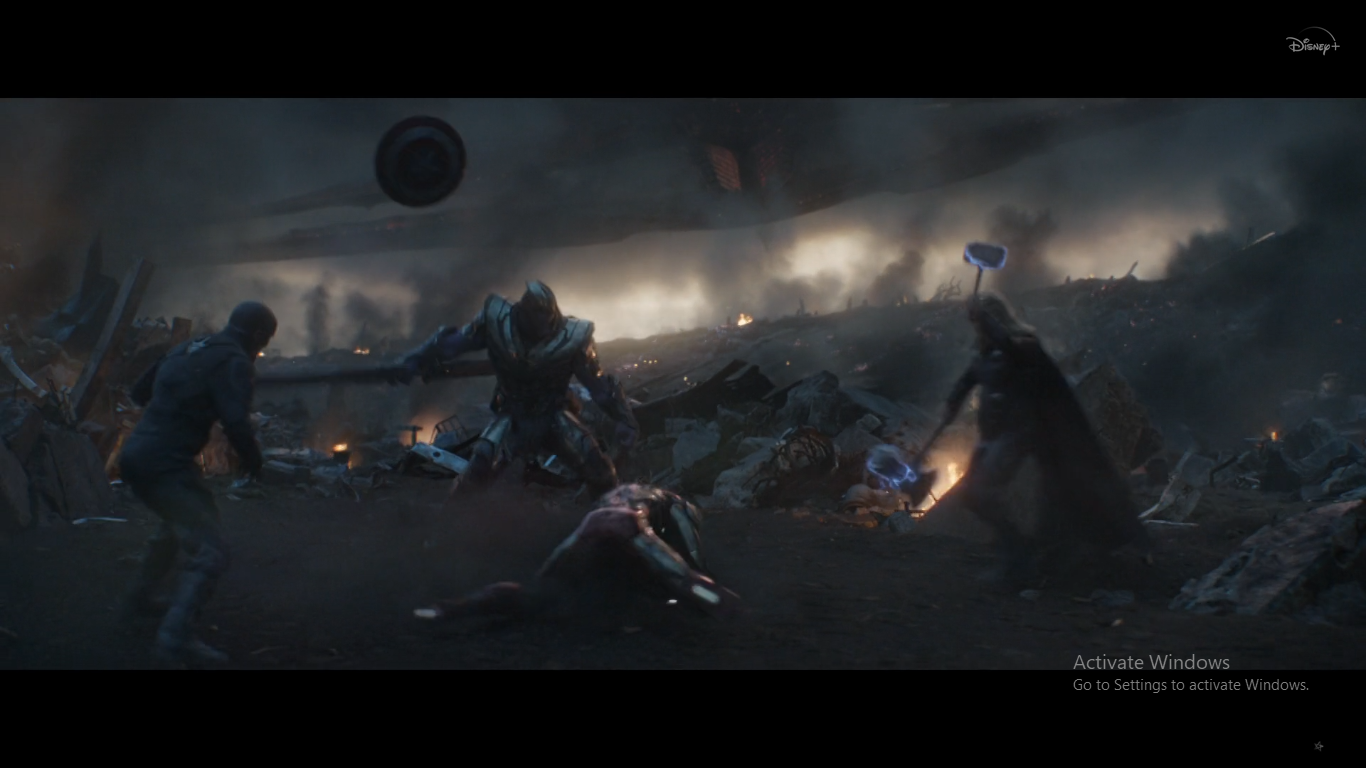 Disney+
Activate Windows
Go to Settings to activate Windows.